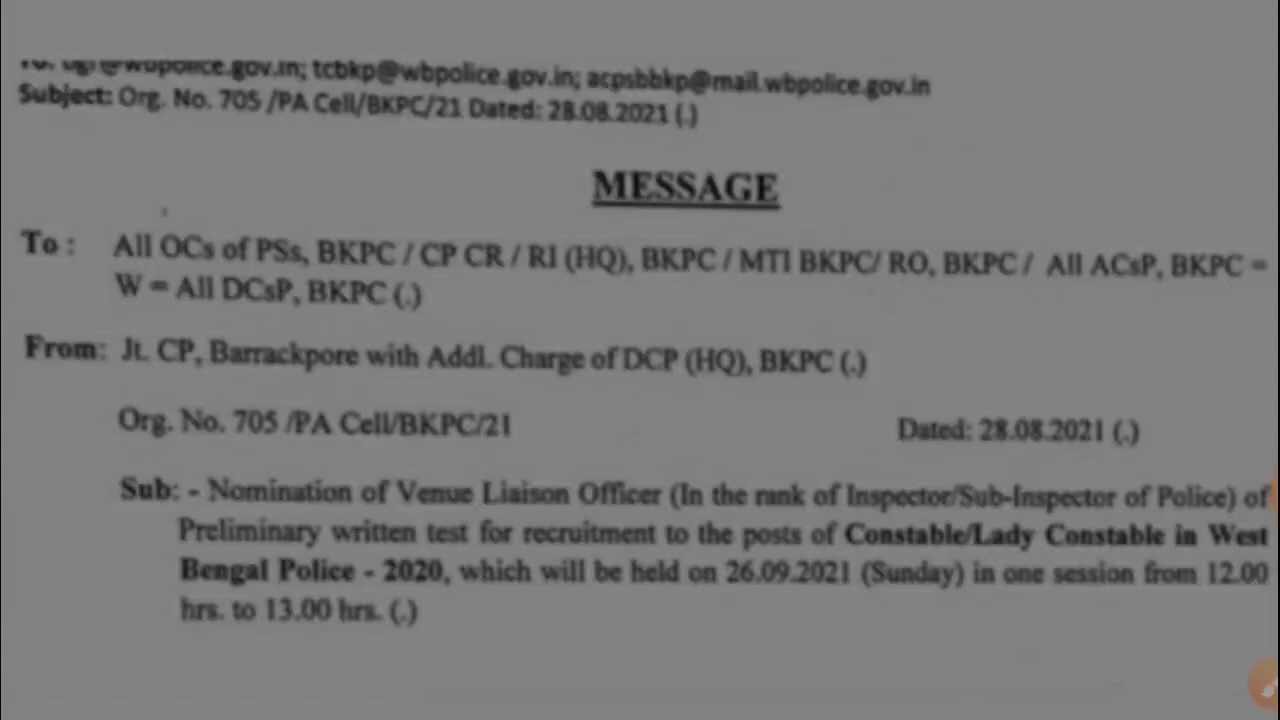 tcbkp@wbpolice.gov.in; acpsbbkp@mail.wbpolice.gov.in
Subject: Org. No. 705 /PA Cell/BKPC/21 Dated: 28.08.2021 (.)
MESSAGE
To : All OCs of PSs, BKPC / CP CR / RI (HQ), BKPC / MTI BKPC/ RO, BKPC / All ACsP, BKPC =
W = All DCsP, BKPC (.)
From: Jt. CP, Barrackpore with Addl. Charge of DCP (HQ), BKPC (.)
Org. No. 705 /PA Cell/BKPC/21 Dated: 28.08.2021 (.)
Sub: - Nomination of Venue Liaison Officer (In the rank of Inspector/Sub-Inspector of Police) of
Preliminary written test for recruitment to the posts of Constable/Lady Constable in West
Bengal Police - 2020, which will be held on 26.09.2021 (Sunday) in one session from 12.00
hrs. to 13.00 hrs. (.)